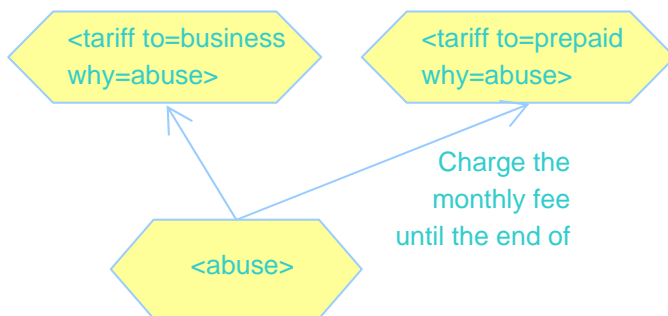 <tariff to=business
why=abuse>
<tariff to=prepaid
why=abuse>
Charge the
monthly fee
until the end of
<abuse>